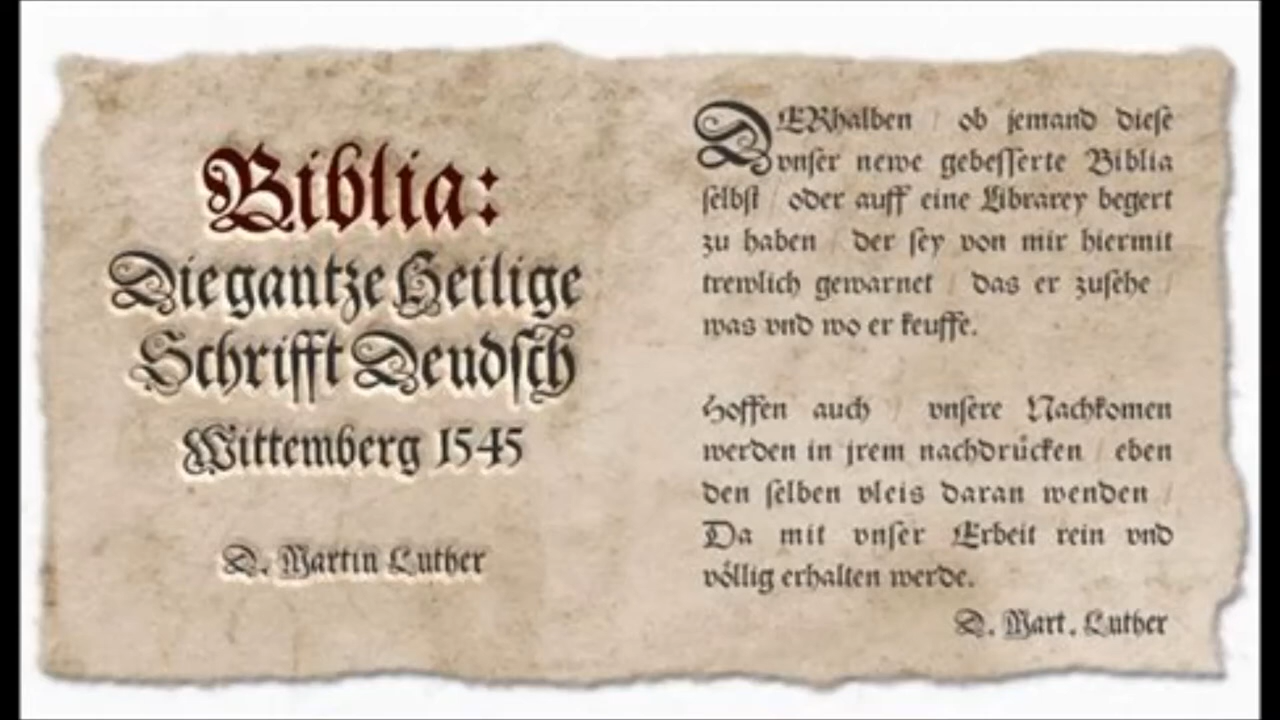 Biblia:
Die gantze Heilige
Schrifft Deudſch
Wittemberg 1545
D. Martin Luther
DERhalben / ob jemand dieſe
vnſer newe gebeſſerte Biblia
ſelbſt / oder auff eine Librarey begert
zu haben / der ſey von mir hiermit
trewlich gewarnet / das er zuſehe /
was vnd wo er keuffe.
Hoffen auch / vnſere Nachkomen
werden in jrem nachdrücken / eben
den ſelben vleis daran wenden /
Da mit vnſer Erbeit rein vnd
völlig erhalten werde.
D. Mart. Luther